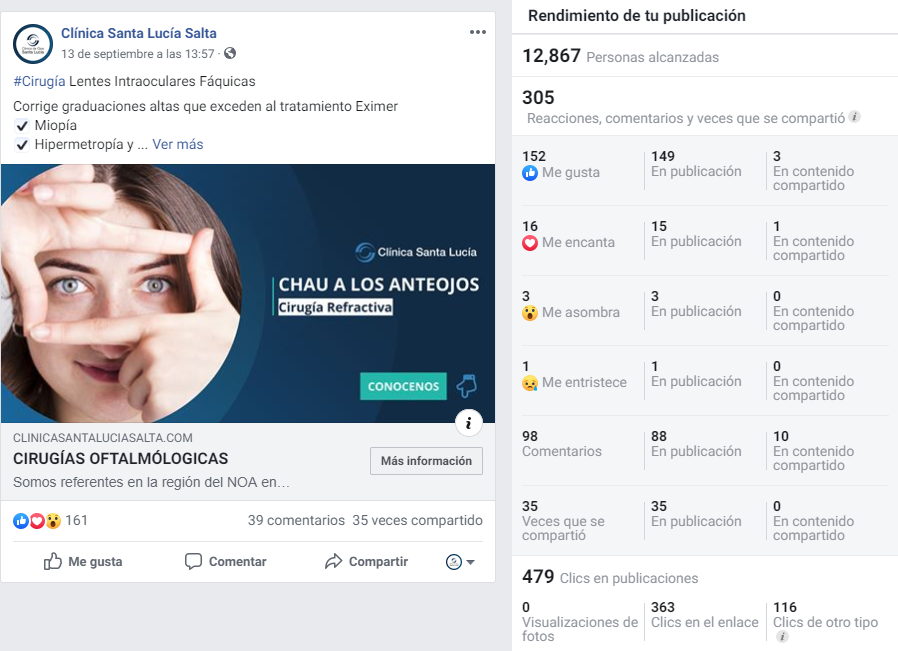 Clínica Santa Lucía Salta
13 de septiembre a las 13:57 ·
#Cirugía Lentes Intraoculares Fáquicas
Corrige graduaciones altas que exceden al tratamiento Eximer
Miopía
Hipermetropía y ... Ver más
Clínica Santa Lucía
CHAU A LOS ANTEOJOS
Cirugía Refractiva
CONOCENOS
CLINICASANTALUCIASALTA.COM
CIRUGÍAS OFTALMÓLOGICAS
Somos referentes en la región del NOA en...
Más información
161
39 comentarios 35 veces compartido
Me gusta
Comentar
Compartir
Rendimiento de tu publicación
12,867 Personas alcanzadas
305
Reacciones, comentarios y veces que se compartió
152
Me gusta
149
En publicación
3
En contenido
compartido
16
Me encanta
15
En publicación
1
En contenido
compartido
3
Me asombra
3
En publicación
0
En contenido
compartido
1
Me entristece
1
En publicación
0
En contenido
compartido
98
Comentarios
88
En publicación
10
En contenido
compartido
35
Veces que se
compartió
35
En publicación
0
En contenido
compartido
479 Clics en publicaciones
0
Visualizaciones de
fotos
363
Clics en el enlace
116
Clics de otro tipo